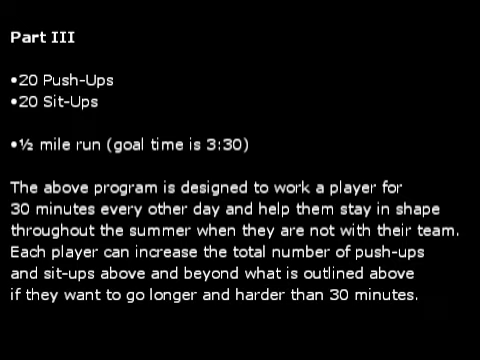 Part III
•20 Push-Ups
•20 Sit-Ups
•½ mile run (goal time is 3:30)
The above program is designed to work a player for
30 minutes every other day and help them stay in shape
throughout the summer when they are not with their team.
Each player can increase the total number of push-ups
and sit-ups above and beyond what is outlined above
if they want to go longer and harder than 30 minutes.